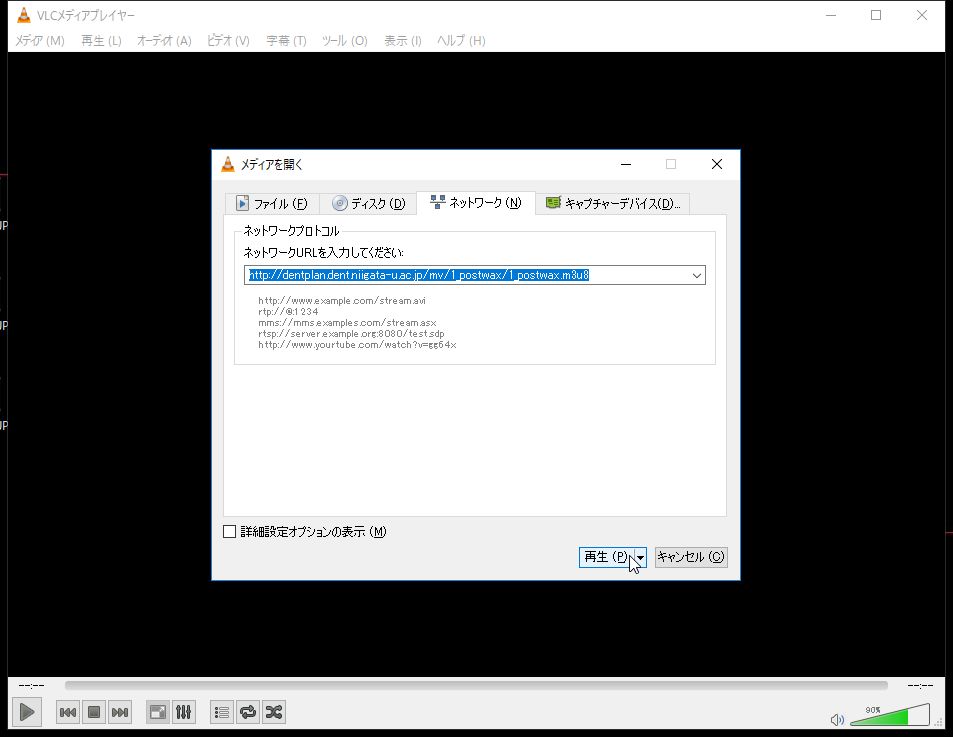 VLCメディアプレイヤー
メディア (M) 再生 (L) オーディオ (A) ビデオ (V) 字幕 (T) ツール (O) 表示 (I) ヘルプ (H)
メディアを開く
ファイル (F) ディスク (D) ネットワーク (N) キャプチャーデバイス(D)...
ネットワークプロトコル
ネットワークURLを入力してください:
http://dentplan.dent.niigata-u.ac.jp/mv/1_postwax/1_postwax.m3u8
http://www.example.com/stream.avi
rtp://@:1234
mms://mms.examples.com/stream.asx
rtsp://server.example.org:8080/test.sdp
http://www.yourtube.com/watch?v=gg64x
詳細設定オプションの表示 (M)
再生 (P) キャンセル (C)
--:-- --:--
90%